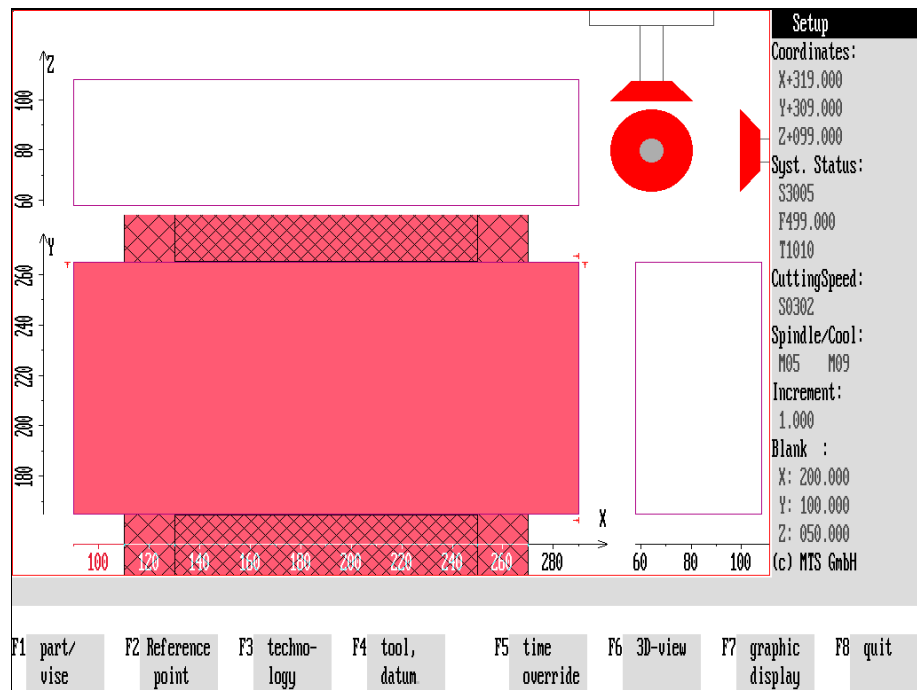 Setup
Coordinates:
X+319.000
Y+309.000
Z+099.000
Syst. Status:
S3005
F499.000
T1010
CuttingSpeed:
S0302
Spindle/Cool:
M05 M09
Increment:
1.000
Blank :
X: 200.000
Y: 100.000
Z: 050.000
(c) MTS GmbH
Z
100
80
60
Y
260
240
220
200
180
X
100 120 140 160 180 200 220 240 260 280
60 80 100
F1 part/ vise
F2 Reference point
F3 techno- logy
F4 tool, datum
F5 time override
F6 3D-view
F7 graphic display
F8 quit